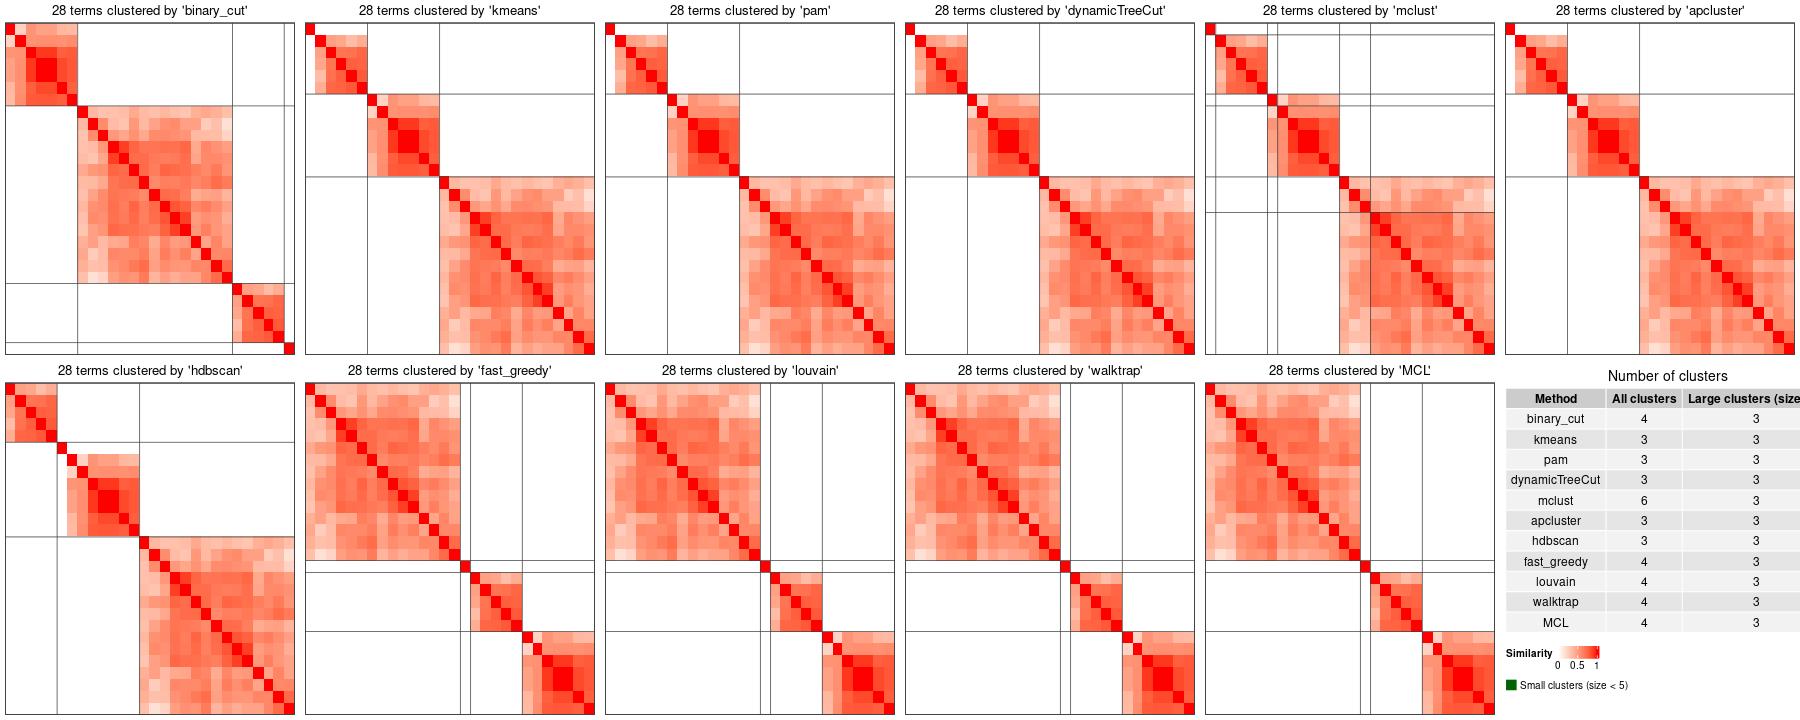 28 terms clustered by 'binary_cut'
28 terms clustered by 'kmeans'
28 terms clustered by 'pam'
28 terms clustered by 'dynamicTreeCut'
28 terms clustered by 'mclust'
28 terms clustered by 'apcluster'
28 terms clustered by 'hdbscan'
28 terms clustered by 'fast_greedy'
28 terms clustered by 'louvain'
28 terms clustered by 'walktrap'
28 terms clustered by 'MCL'
Number of clusters
Method All clusters Large clusters (size
binary_cut 4 3
kmeans 3 3
pam 3 3
dynamicTreeCut 3 3
mclust 6 3
apcluster 3 3
hdbscan 3 3
fast_greedy 4 3
louvain 4 3
walktrap 4 3
MCL 4 3
Similarity
0 0.5 1
Small clusters (size < 5)